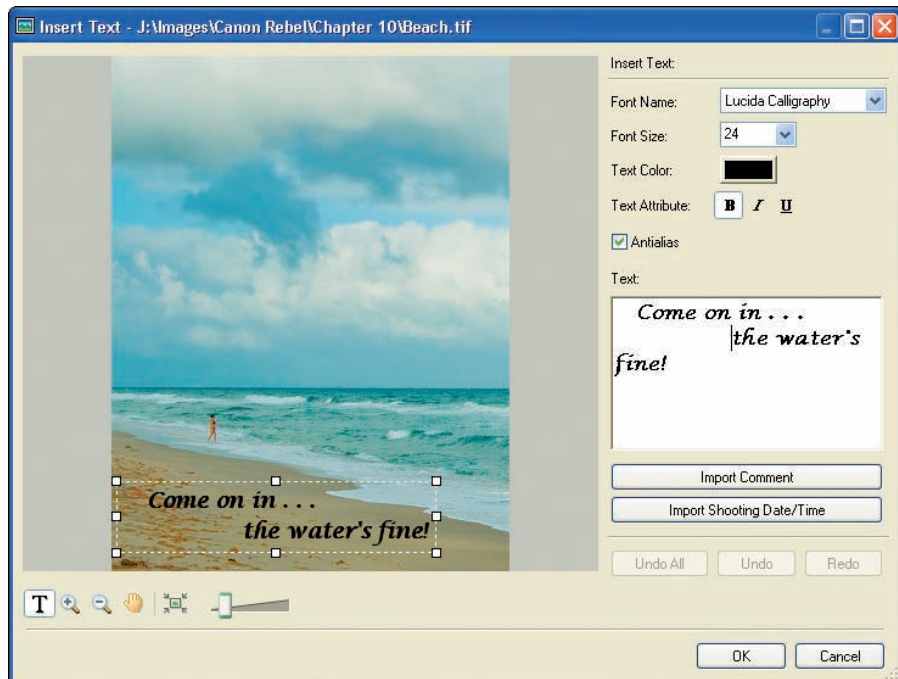 Insert Text - J:\Images\Canon Rebel\Chapter 10\Beach.tif
Insert Text:
Font Name: Lucida Calligraphy
Font Size: 24
Text Color:
Text Attribute: B I U
Antialias
Text:
Come on in . . .
the water's
fine!
Come on in . . .
the water's fine!
Import Comment
Import Shooting Date/Time
Undo All Undo Redo
T
OK Cancel